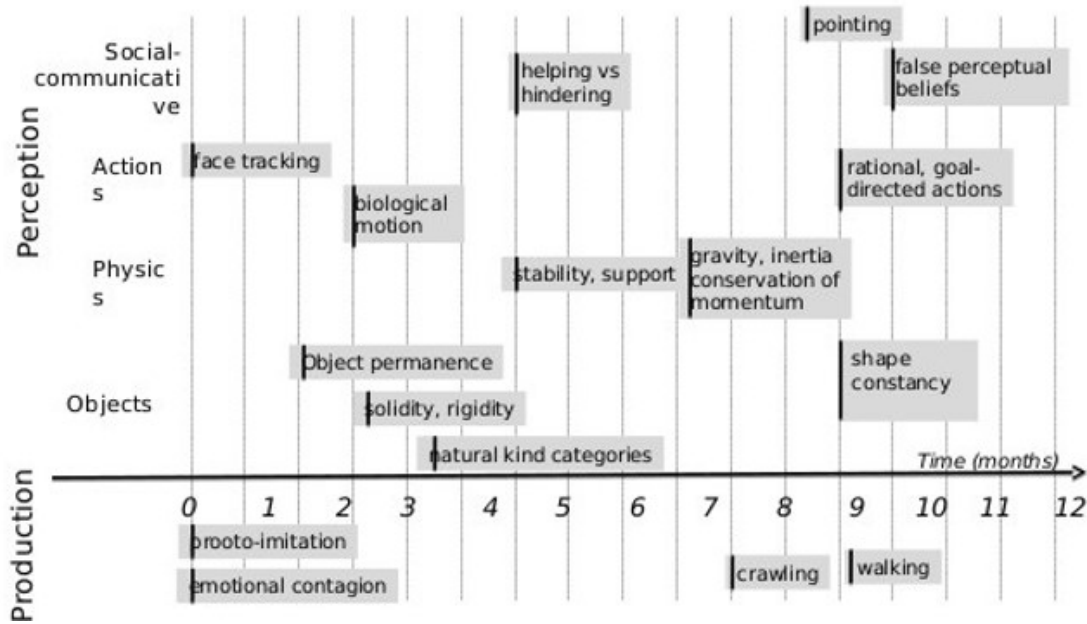 pointing
Social-
communicati
ve
helping vs
hindering
false perceptual
beliefs
Perception
Action
s
face tracking
rational, goal-
directed actions
biological
motion
Physic
s
stability, support
gravity, inertia
conservation of
momentum
Object permanence
shape
constancy
Objects
solidity, rigidity
natural kind categories
Time (months)
0 1 2 3 4 5 6 7 8 9 10 11 12
Production
prooto-imitation
emotional contagion
crawling
walking